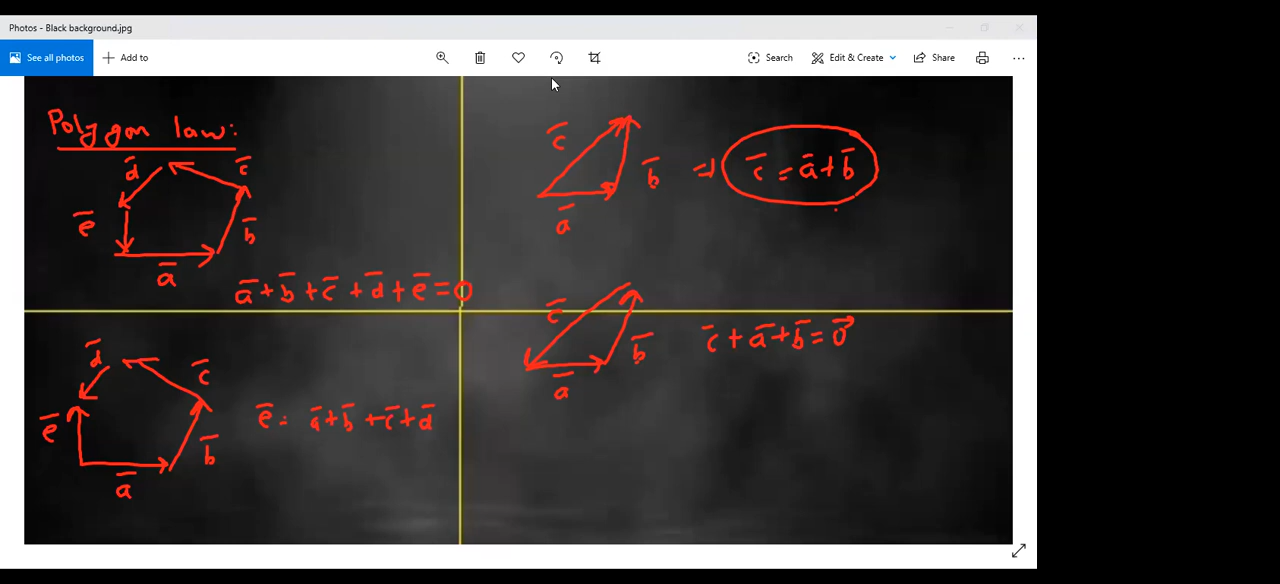 Photos - Black background.jpg
See all photos
Add to
Search
Edit & Create
Share
Polygon law:
d̅
c̅
e̅
b̅
a̅
a̅ + b̅ + c̅ + d̅ + e̅ = 0
d̅
c̅
e̅
b̅
a̅
e̅ = a̅ + b̅ + c̅ + d̅
c̅
b̅
a̅
⇒ c̅ = a̅ + b̅
c̅
b̅
a̅
c̅ + a̅ + b̅ = 0⃗